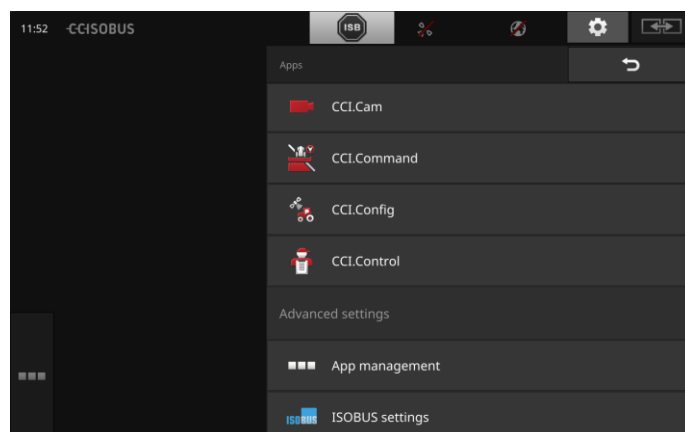 11:52 CCISOBUS
ISB
Apps
CCI.Cam
CCI.Command
CCI.Config
CCI.Control
Advanced settings
App management
ISOBUS ISOBUS settings